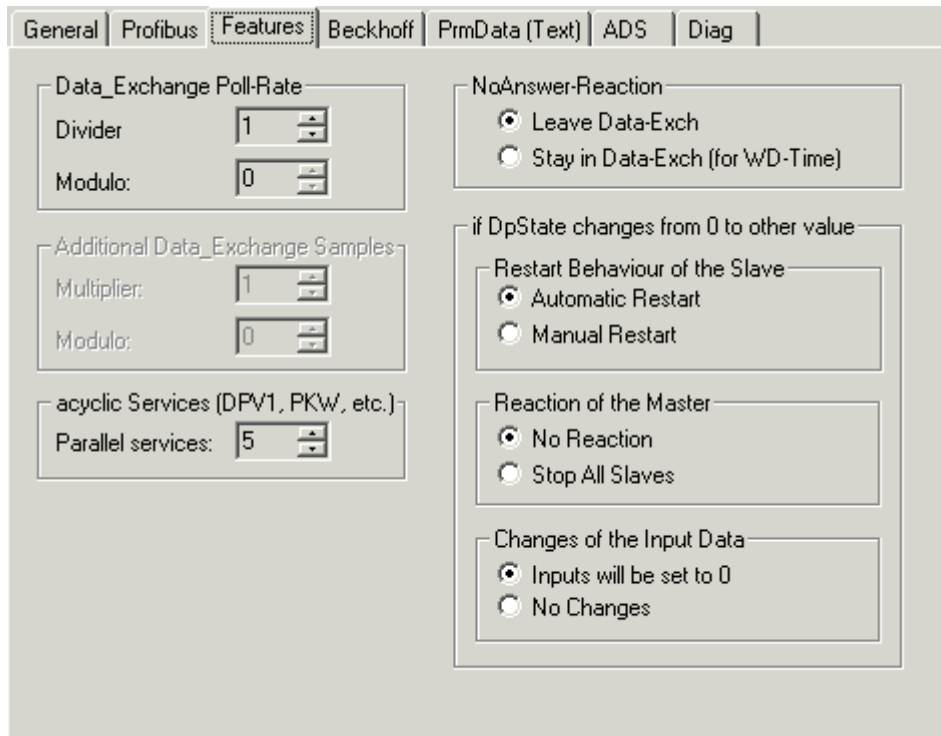 General Profibus Features Beckhoff PrmData (Text) ADS Diag
Data_Exchange Poll-Rate
Divider 1
Modulo: 0
Additional Data_Exchange Samples
Multiplier: 1
Modulo: 0
acyclic Services (DPV1, PKW, etc.)
Parallel services: 5
NoAnswer-Reaction
Leave Data-Exch
Stay in Data-Exch (for WD-Time)
if DpState changes from 0 to other value
Restart Behaviour of the Slave
Automatic Restart
Manual Restart
Reaction of the Master
No Reaction
Stop All Slaves
Changes of the Input Data
Inputs will be set to 0
No Changes